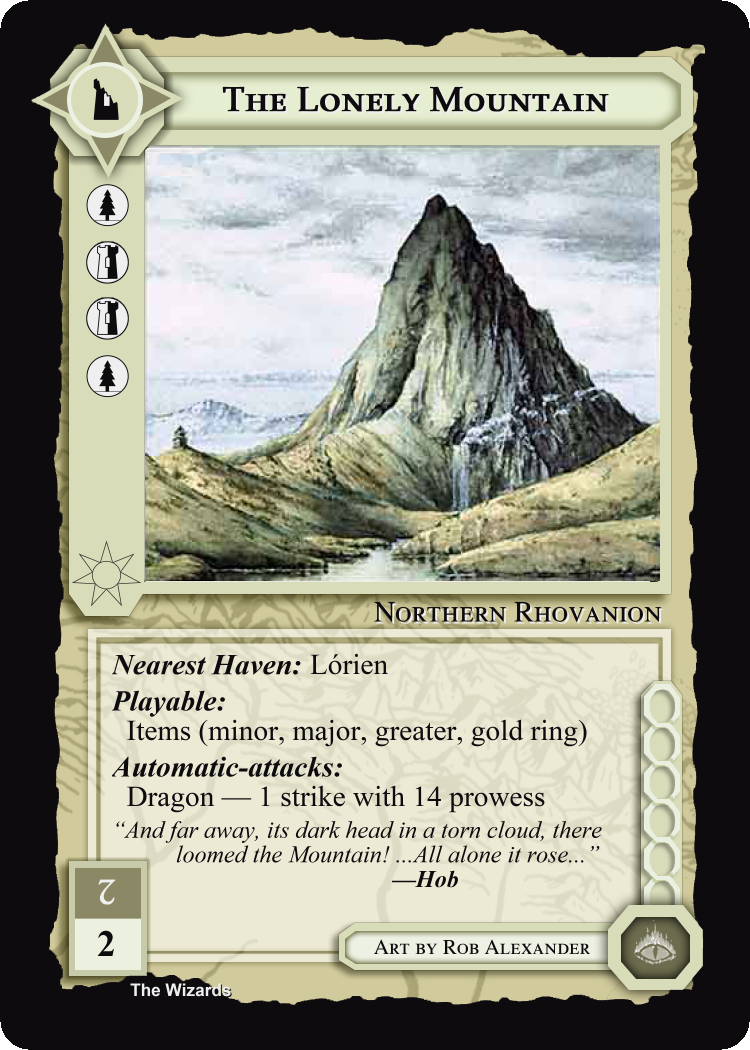 The Lonely Mountain
Northern Rhovanion
Nearest Haven: Lórien
Playable:
Items (minor, major, greater, gold ring)
Automatic-attacks:
Dragon — 1 strike with 14 prowess
“And far away, its dark head in a torn cloud, there
loomed the Mountain! ...All alone it rose...”
—Hob
2
2
Art by Rob Alexander
The Wizards